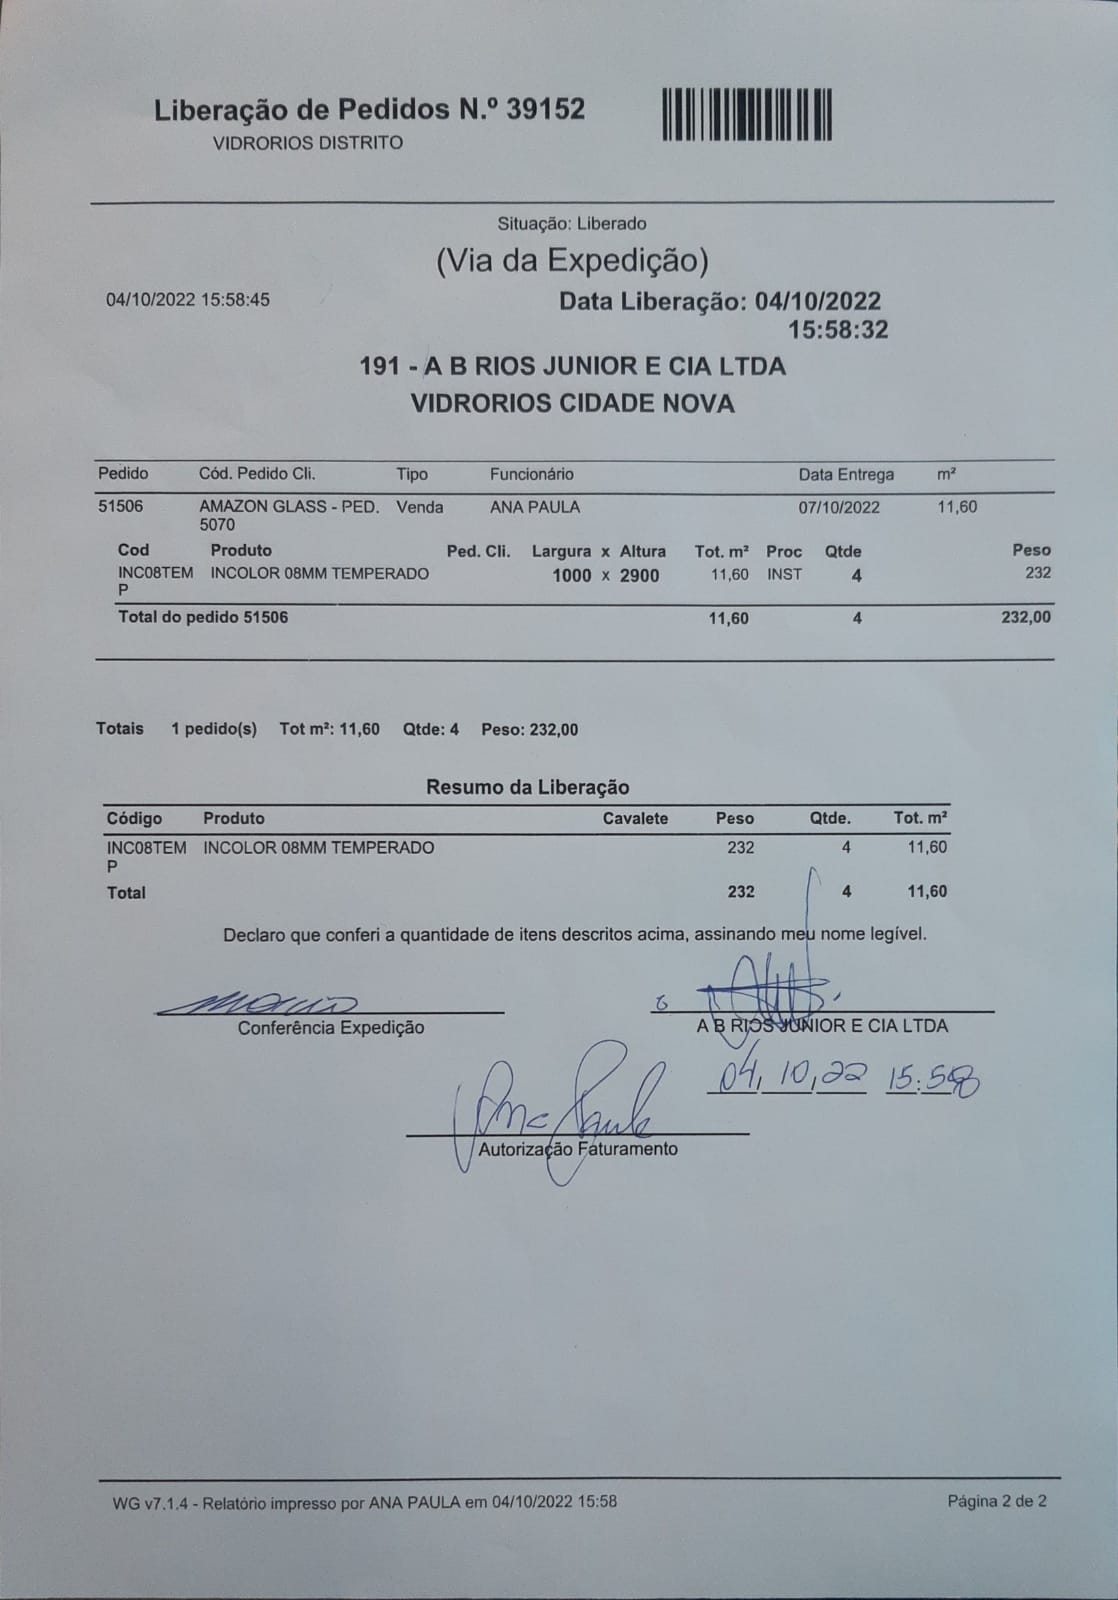 Liberação de Pedidos N.º 39152
VIDRORIOS DISTRITO
Situação: Liberado
(Via da Expedição)
04/10/2022 15:58:45 Data Liberação: 04/10/2022
15:58:32
191 - A B RIOS JUNIOR E CIA LTDA
VIDRORIOS CIDADE NOVA
Pedido Cód. Pedido Cli. Tipo Funcionário Data Entrega m²
51506 AMAZON GLASS - PED. Venda ANA PAULA 07/10/2022 11,60
5070
Cod Produto Ped. Cli. Largura x Altura Tot. m² Proc Qtde Peso
INC08TEM INCOLOR 08MM TEMPERADO 1000 x 2900 11,60 INST 4 232
P
Total do pedido 51506 11,60 4 232,00
Totais 1 pedido(s) Tot m²: 11,60 Qtde: 4 Peso: 232,00
Resumo da Liberação
Código Produto Cavalete Peso Qtde. Tot. m²
INC08TEM INCOLOR 08MM TEMPERADO 232 4 11,60
P
Total 232 4 11,60
Declaro que conferi a quantidade de itens descritos acima, assinando meu nome legível.
Conferência Expedição A B RIOS JUNIOR E CIA LTDA
04, 10, 22 15:58
Ana Paula
Autorização Faturamento
WG v7.1.4 - Relatório impresso por ANA PAULA em 04/10/2022 15:58 Página 2 de 2